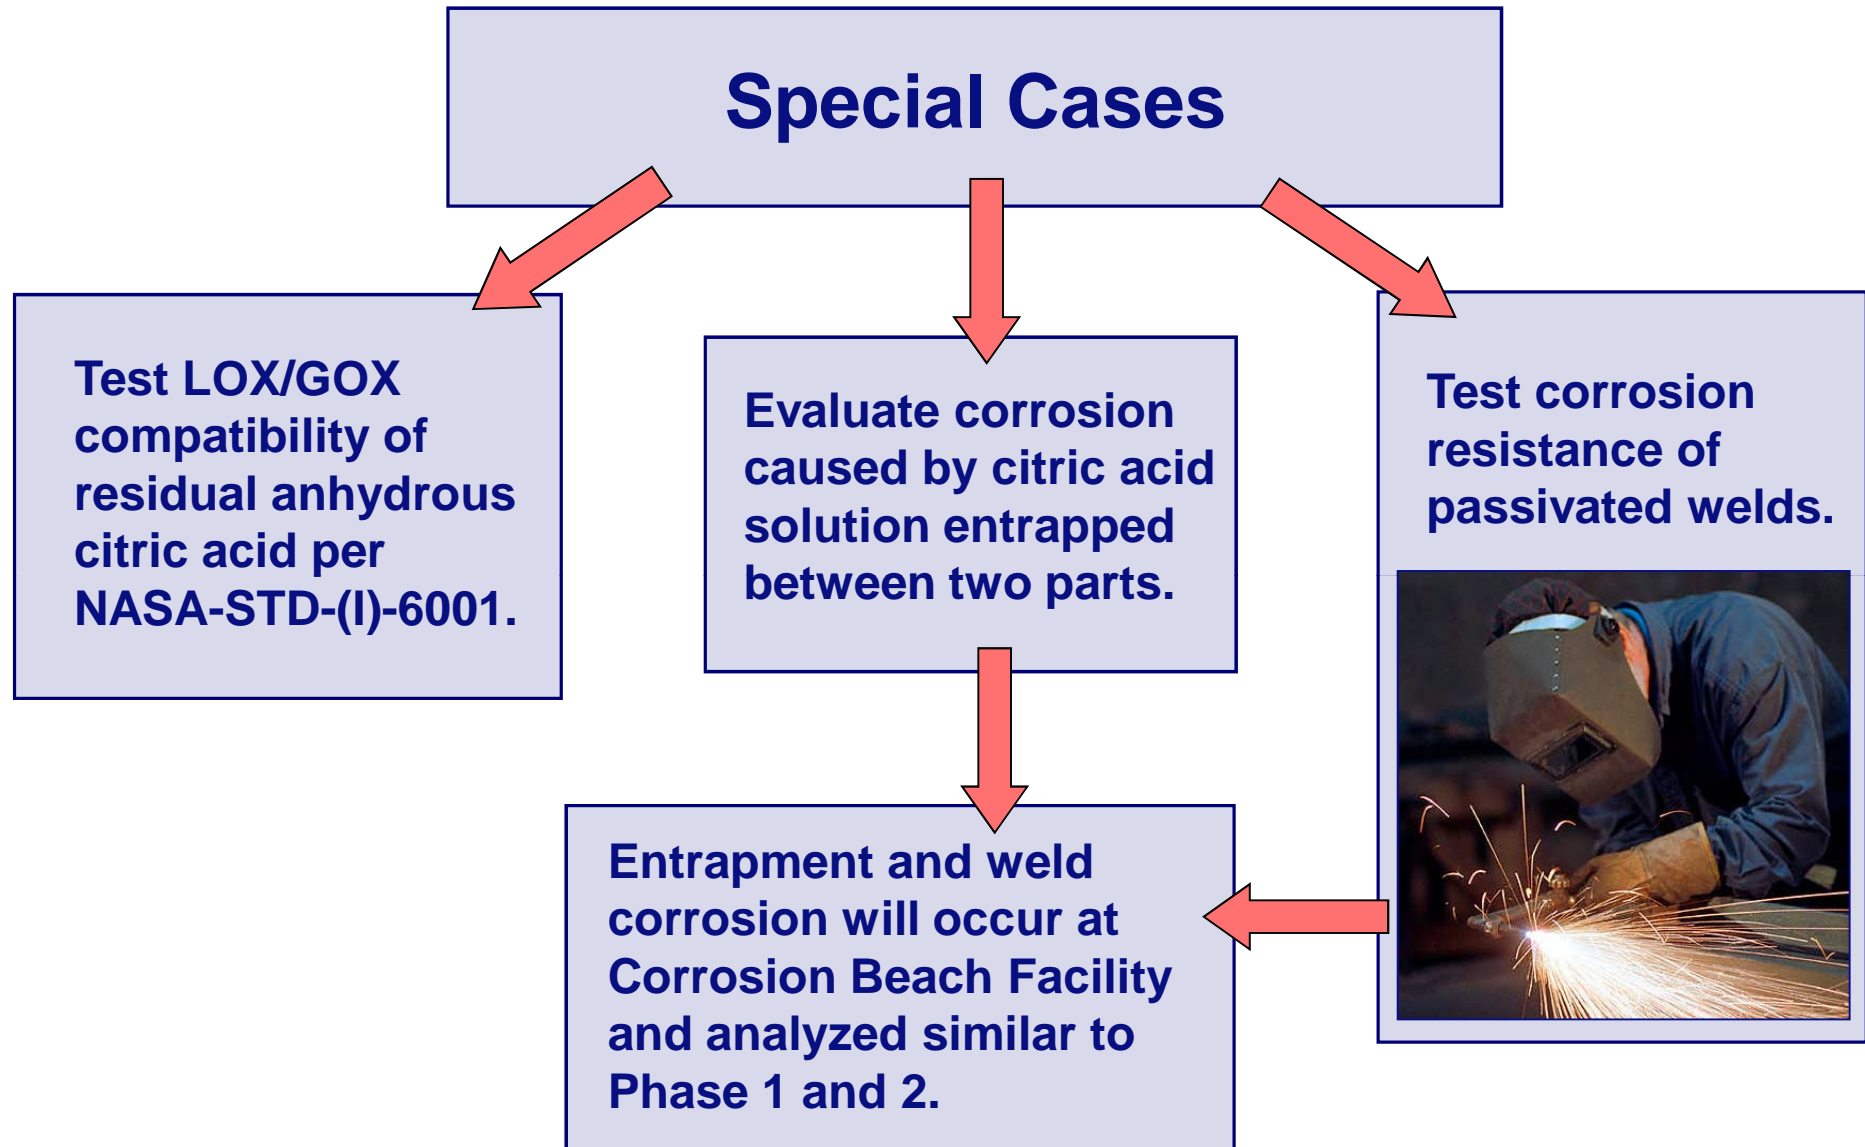 Special Cases
Test LOX/GOX
compatibility of
residual anhydrous
citric acid per
NASA-STD-(I)-6001.
Evaluate corrosion
caused by citric acid
solution entrapped
between two parts.
Test corrosion
resistance of
passivated welds.
Entrapment and weld
corrosion will occur at
Corrosion Beach Facility
and analyzed similar to
Phase 1 and 2.